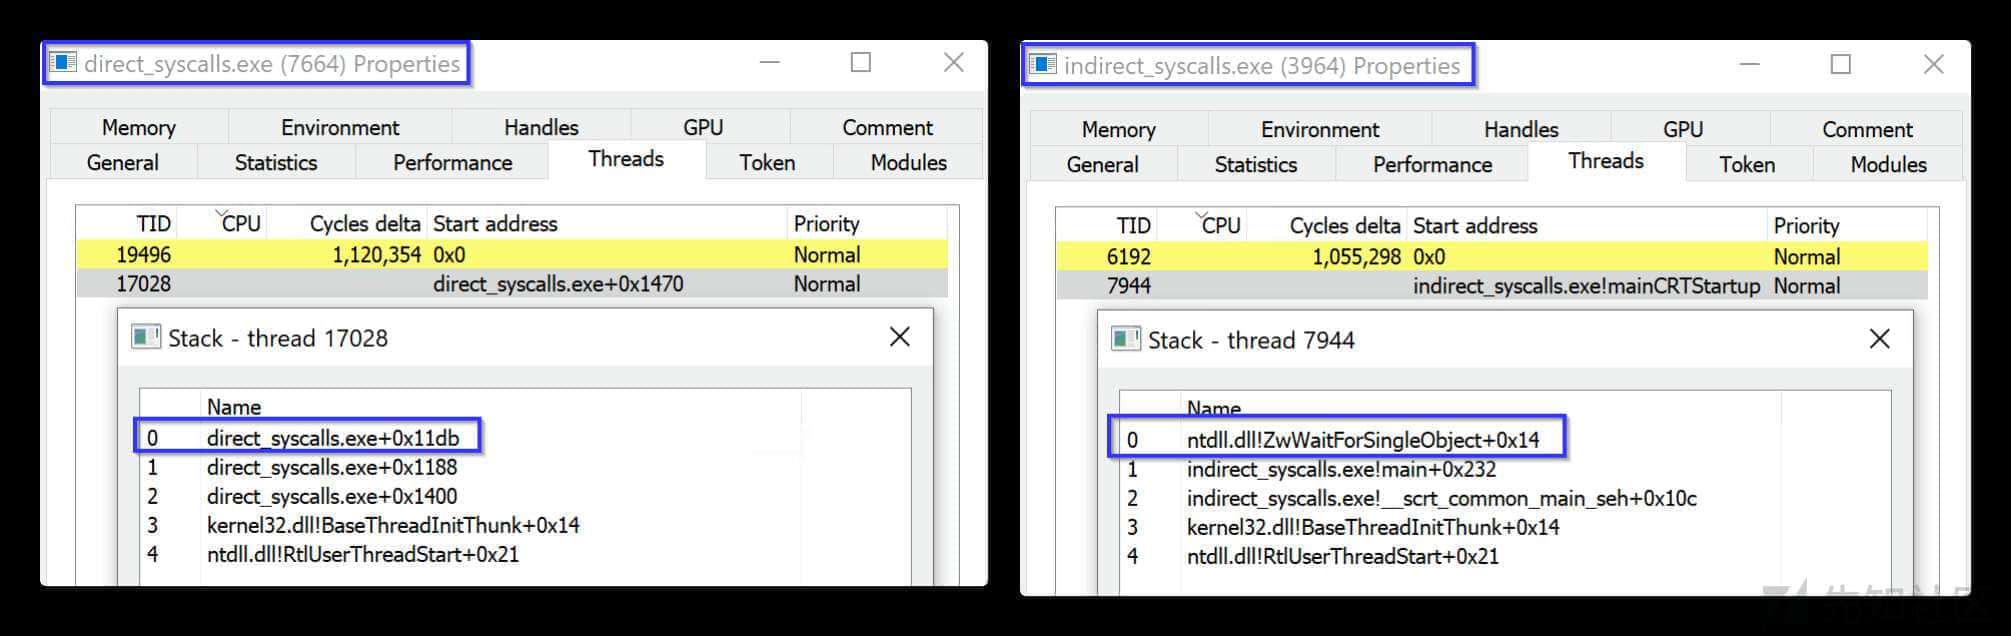 direct_syscalls.exe (7664) Properties
Memory Environment Handles GPU Comment
General Statistics Performance Threads Token Modules
TID CPU Cycles delta Start address Priority
19496 1,120,354 0x0 Normal
17028 direct_syscalls.exe+0x1470 Normal
Stack - thread 17028
Name
0 direct_syscalls.exe+0x11db
1 direct_syscalls.exe+0x1188
2 direct_syscalls.exe+0x1400
3 kernel32.dll!BaseThreadInitThunk+0x14
4 ntdll.dll!RtlUserThreadStart+0x21
indirect_syscalls.exe (3964) Properties
Memory Environment Handles GPU Comment
General Statistics Performance Threads Token Modules
TID CPU Cycles delta Start address Priority
6192 1,055,298 0x0 Normal
7944 indirect_syscalls.exe!mainCRTStartup Normal
Stack - thread 7944
Name
0 ntdll.dll!ZwWaitForSingleObject+0x14
1 indirect_syscalls.exe!main+0x232
2 indirect_syscalls.exe!__scrt_common_main_seh+0x10c
3 kernel32.dll!BaseThreadInitThunk+0x14
4 ntdll.dll!RtlUserThreadStart+0x21